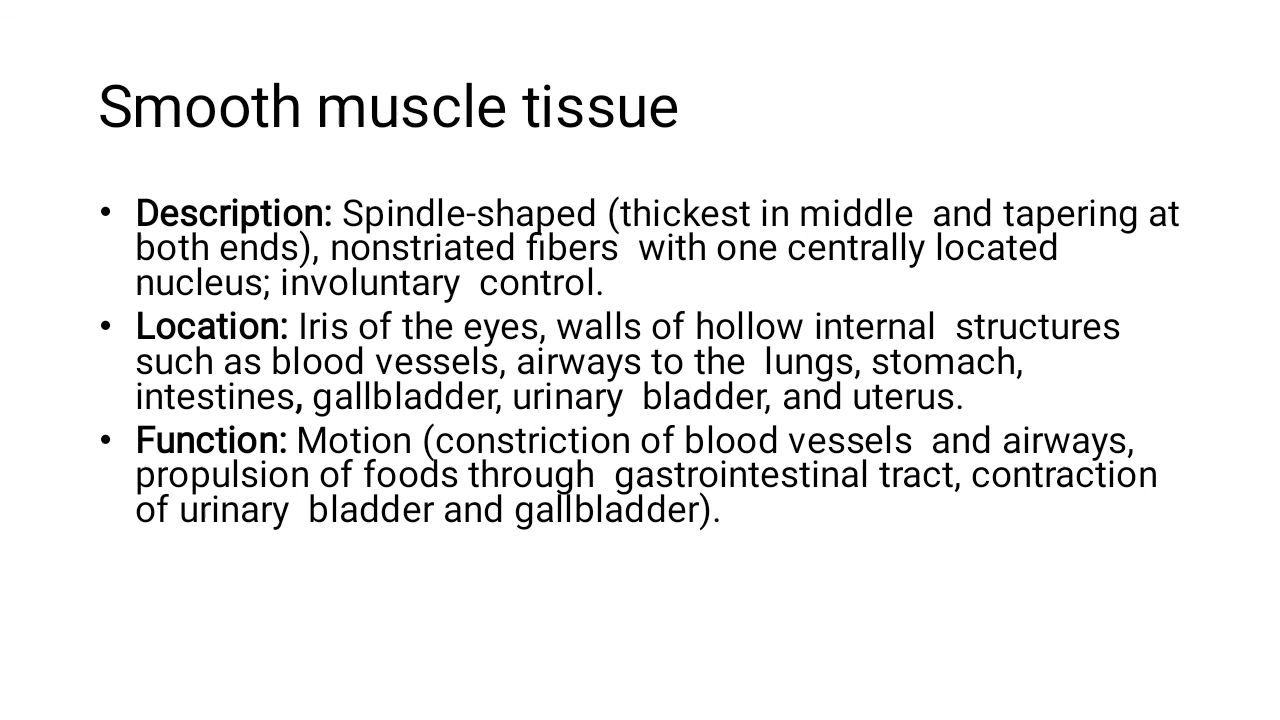 Smooth muscle tissue
• Description: Spindle-shaped (thickest in middle  and tapering at
both ends), nonstriated fibers  with one centrally located
nucleus; involuntary  control.
• Location: Iris of the eyes, walls of hollow internal  structures
such as blood vessels, airways to the  lungs, stomach,
intestines, gallbladder, urinary  bladder, and uterus.
• Function: Motion (constriction of blood vessels  and airways,
propulsion of foods through  gastrointestinal tract, contraction
of urinary  bladder and gallbladder).